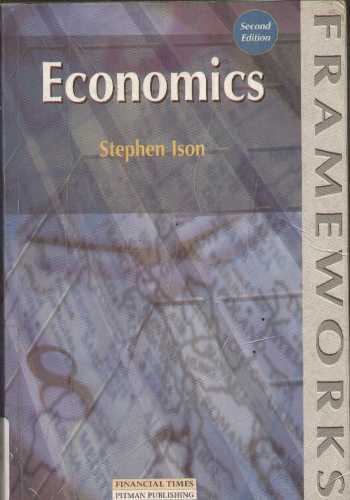 Second
Edition
Economics
Stephen Ison
FRAMEWORKS
FINANCIAL TIMES
PITMAN PUBLISHING